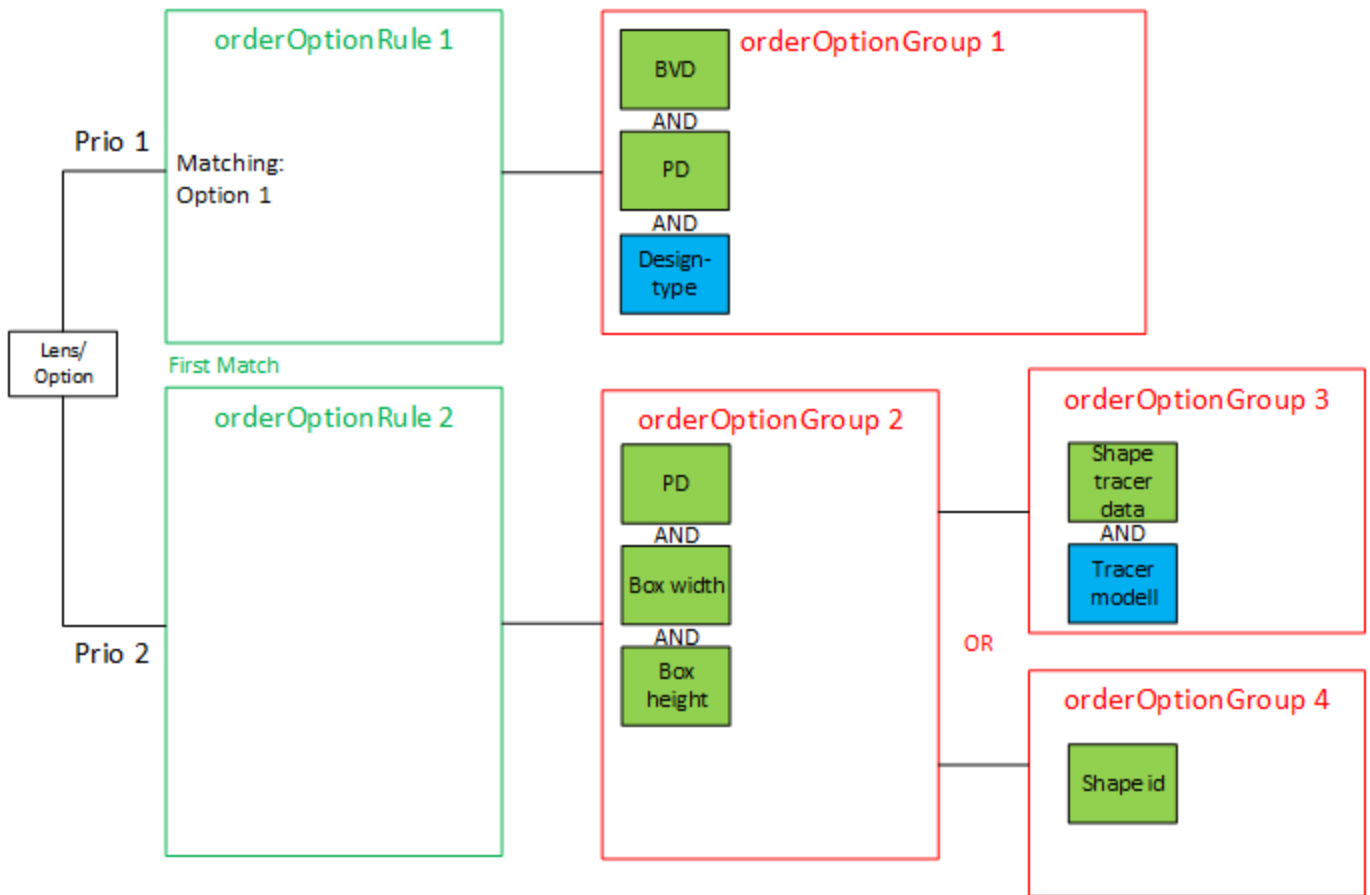 orderOptionRule 1
orderOptionGroup 1
BVD
AND
PD
AND
Design-
type
Prio 1
Matching:
Option 1
Lens/
Option
First Match
orderOptionRule 2
Prio 2
orderOptionGroup 2
PD
AND
Box width
AND
Box
height
orderOptionGroup 3
Shape
tracer
data
AND
Tracer
modell
OR
orderOptionGroup 4
Shape id